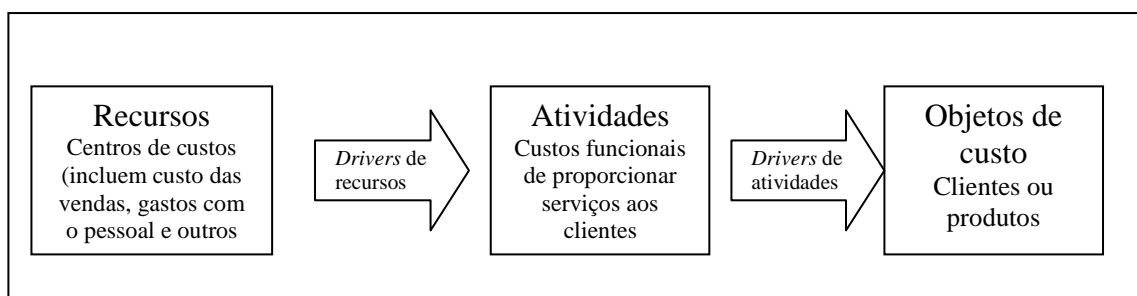 Recursos
Centros de custos
(incluem custo das
vendas, gastos com
o pessoal e outros
Drivers de
recursos
Atividades
Custos funcionais
de proporcionar
serviços aos
clientes
Drivers de
atividades
Objetos de
custo
Clientes ou
produtos